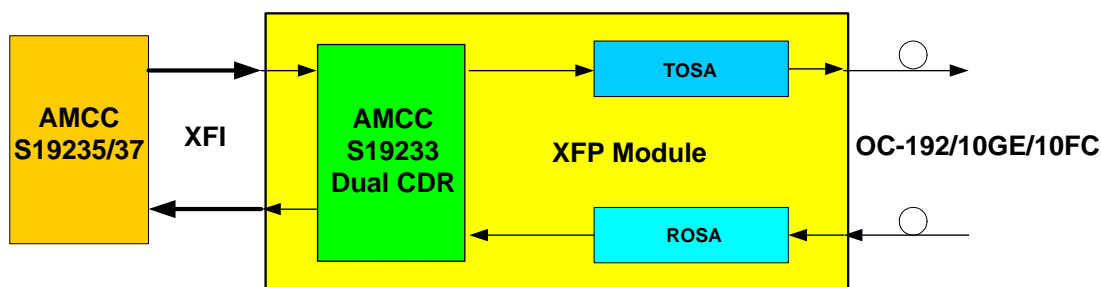 AMCC
S19235/37
XFI
AMCC
S19233
Dual CDR
TOSA
XFP Module
ROSA
OC-192/10GE/10FC